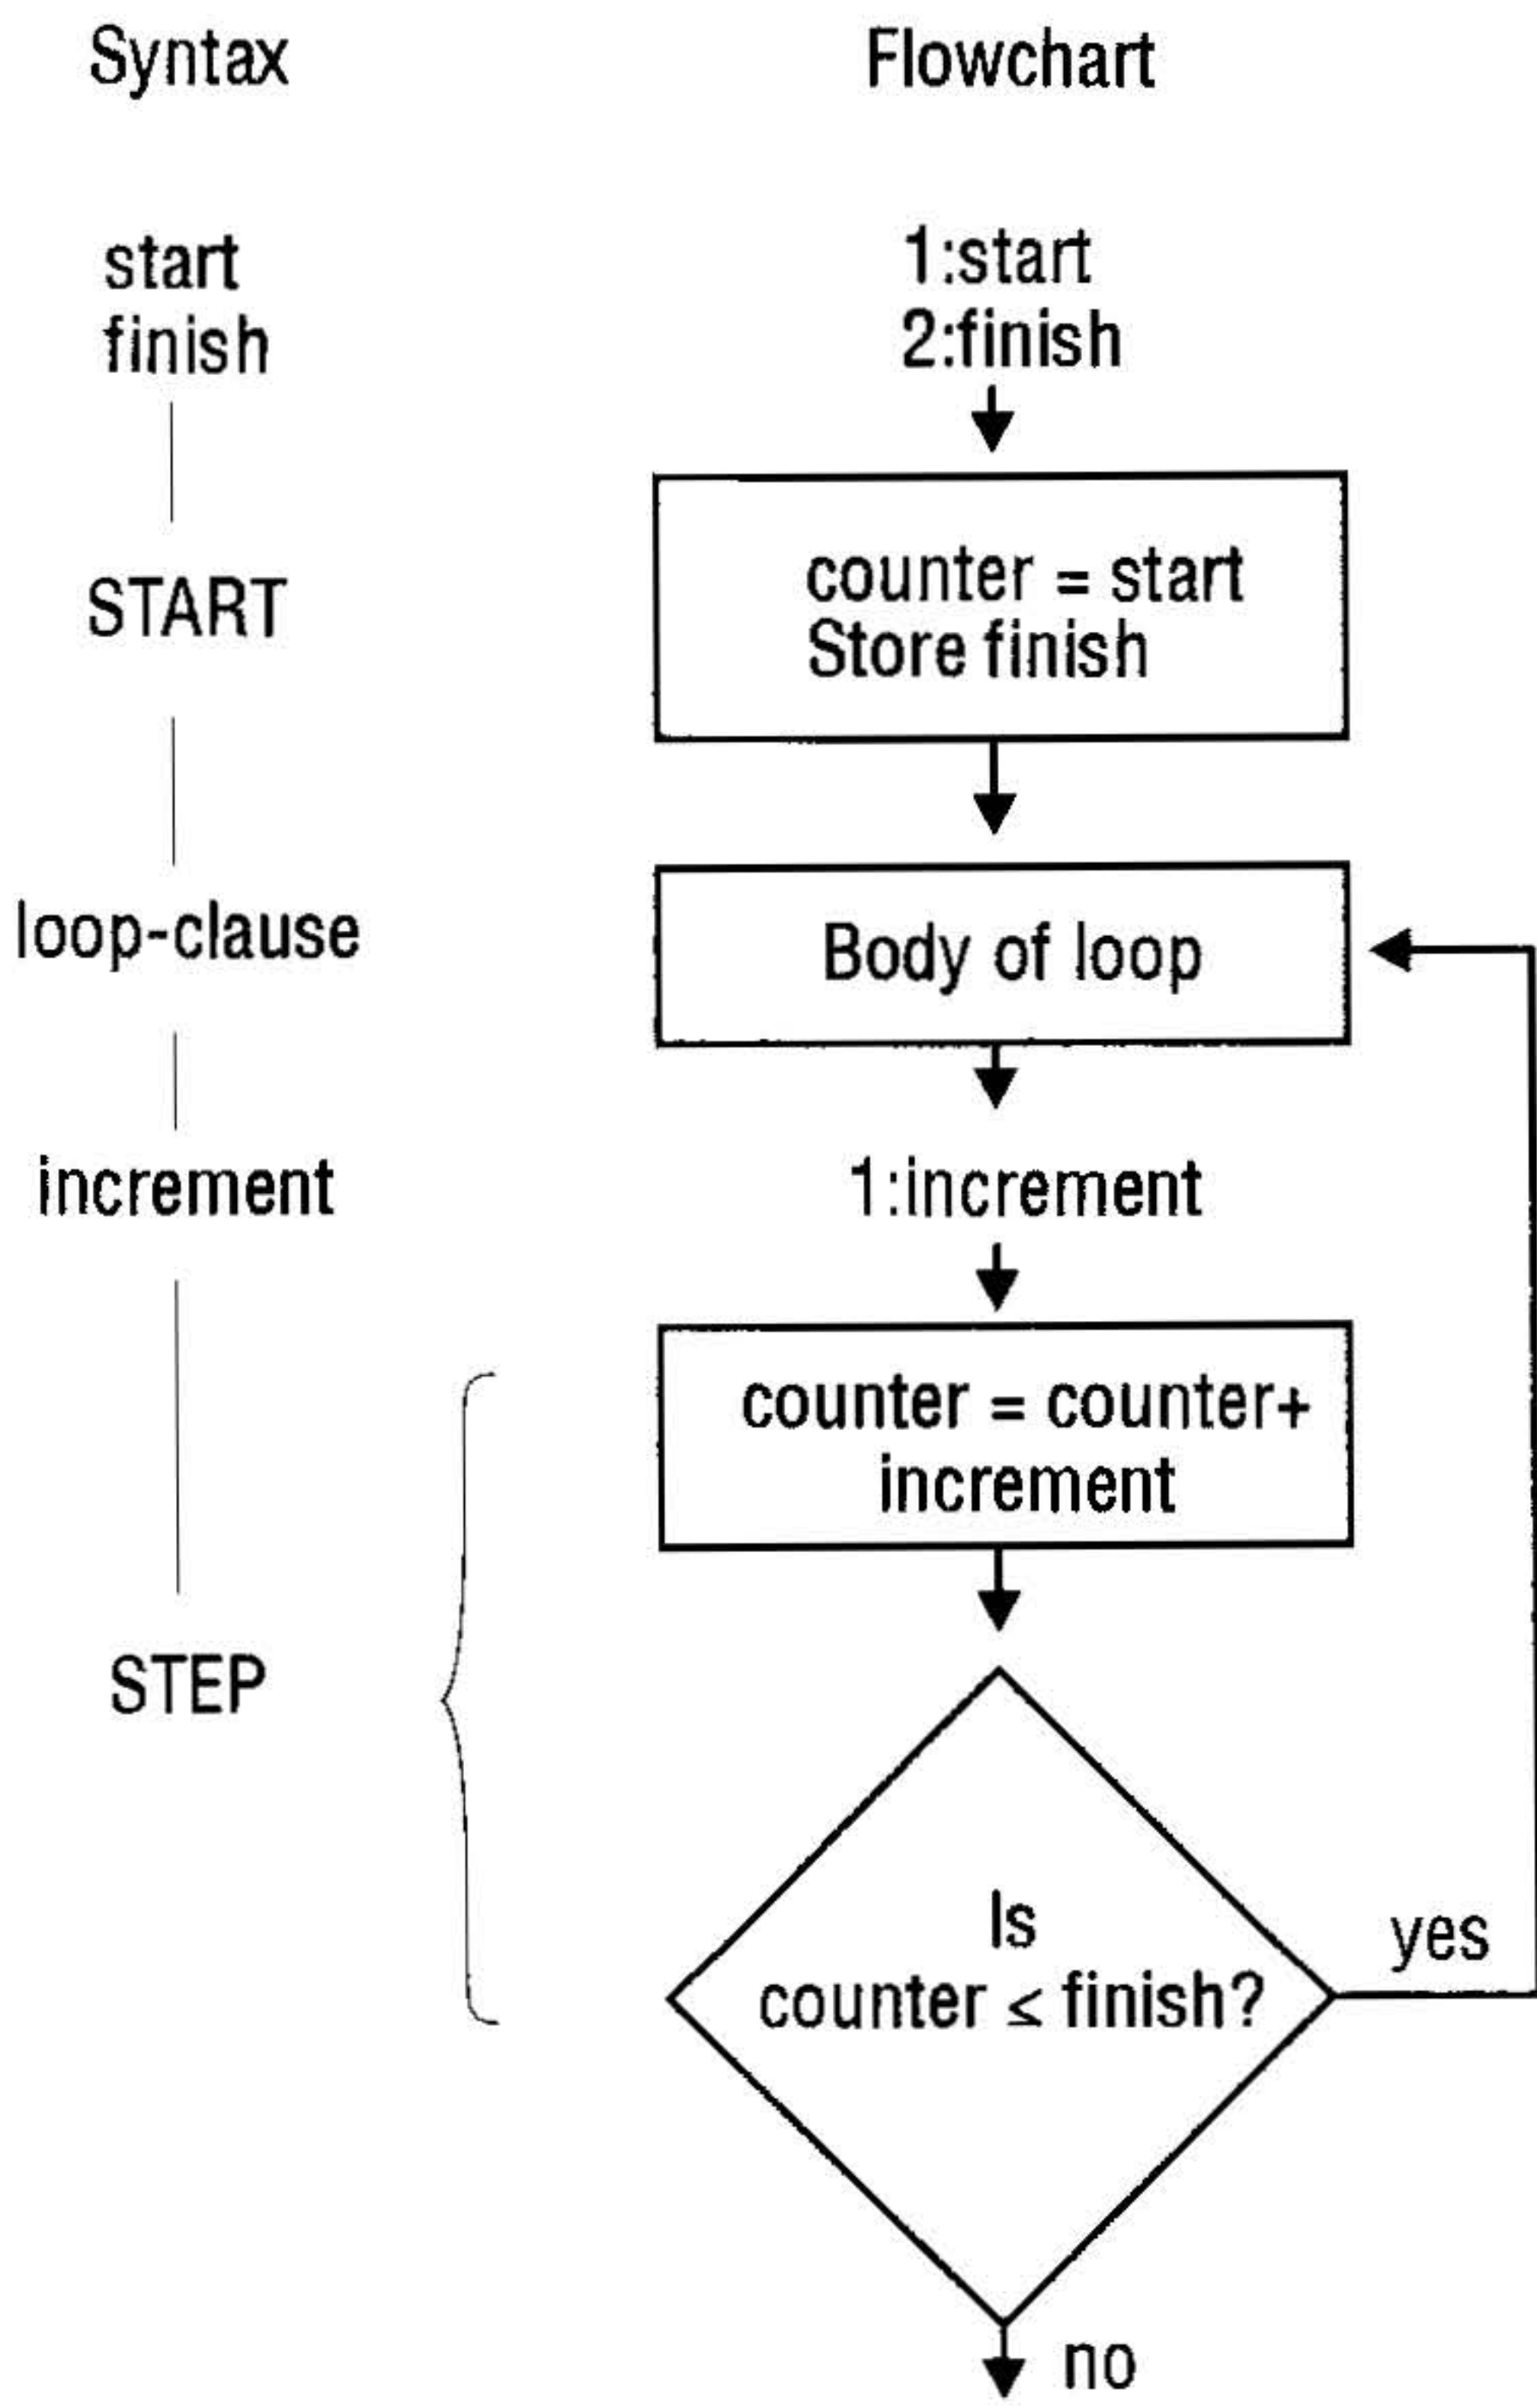 Syntax
Flowchart
start
finish
START
loop-clause
increment
STEP
1:start
2:finish
counter = start
Store finish
Body of loop
1:increment
counter = counter+
increment
Is
counter ≤ finish?
yes
no